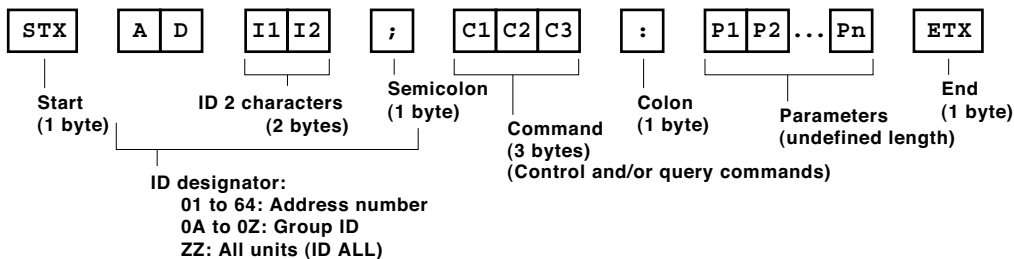 STX A D I1 I2 ; C1 C2 C3 : P1 P2 ... Pn ETX
Start
(1 byte)
ID 2 characters
(2 bytes)
Semicolon
(1 byte)
Command
(3 bytes)
(Control and/or query commands)
Colon
(1 byte)
Parameters
(undefined length)
End
(1 byte)
ID designator:
01 to 64: Address number
0A to 0Z: Group ID
ZZ: All units (ID ALL)